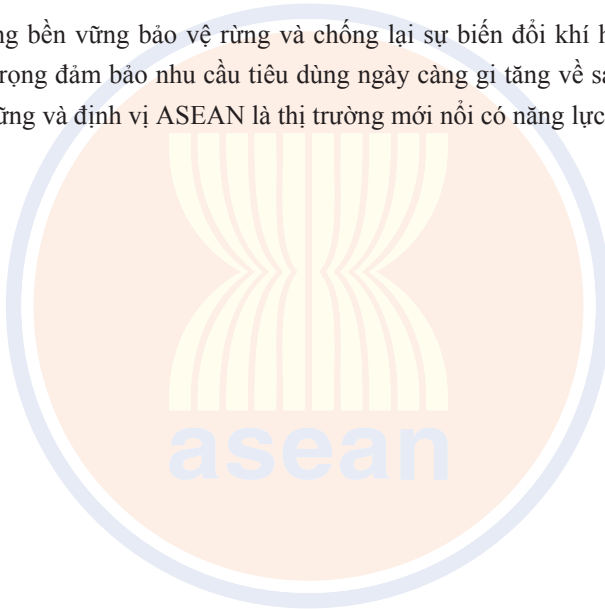 ng bền vững bảo vệ rừng và chống lại sự biến đổi khí h
rọng đảm bảo nhu cầu tiêu dùng ngày càng gi tăng về sả
ững và định vị ASEAN là thị trường mới nổi có năng lực
asean